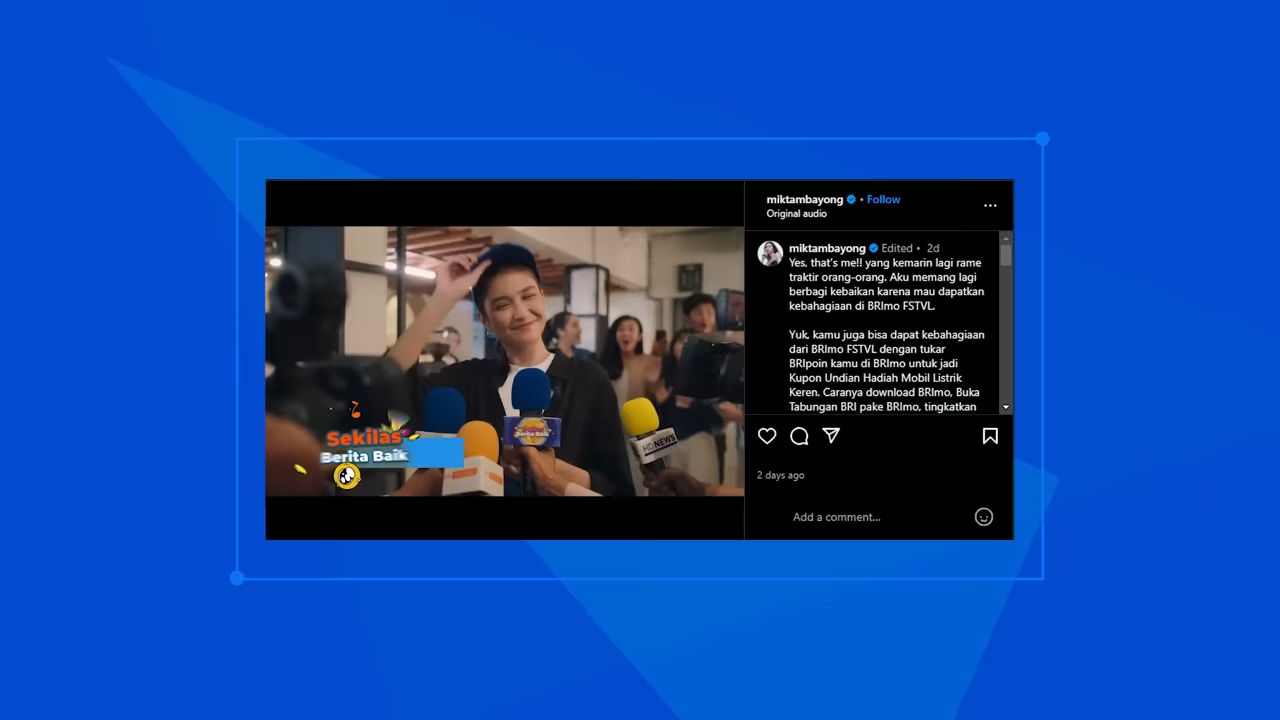 miktambayong • Follow
Original audio
miktambayong Edited • 2d
Yes, that's me!! yang kemarin lagi rame
traktir orang-orang. Aku memang lagi
berbagi kebaikan karena mau dapatkan
kebahagiaan di BRImo FSTVL.
Yuk, kamu juga bisa dapat kebahagiaan
dari BRImo FSTVL dengan tukar
BRIpoin kamu di BRImo untuk jadi
Kupon Undian Hadiah Mobil Listrik
Keren. Caranya download BRImo, Buka
Tabungan BRI pake BRImo, tingkatkan
2 days ago
Add a comment...
Sekilas
Berita Baik
Berita Baik
HD NEWS